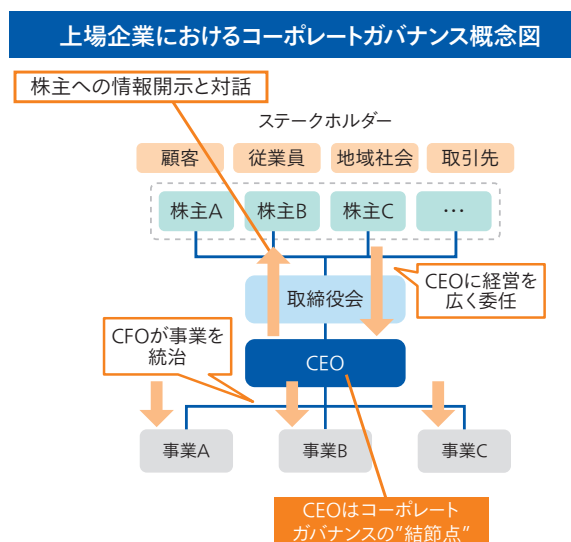 上場企業におけるコーポレートガバナンス概念図
株主への情報開示と対話
ステークホルダー
顧客
従業員
地域社会
取引先
株主A
株主B
株主C
…
取締役会
CEOに経営を
広く委任
CFOが事業を
統治
CEO
事業A
事業B
事業C
CEOはコーポレート
ガバナンスの"結節点"